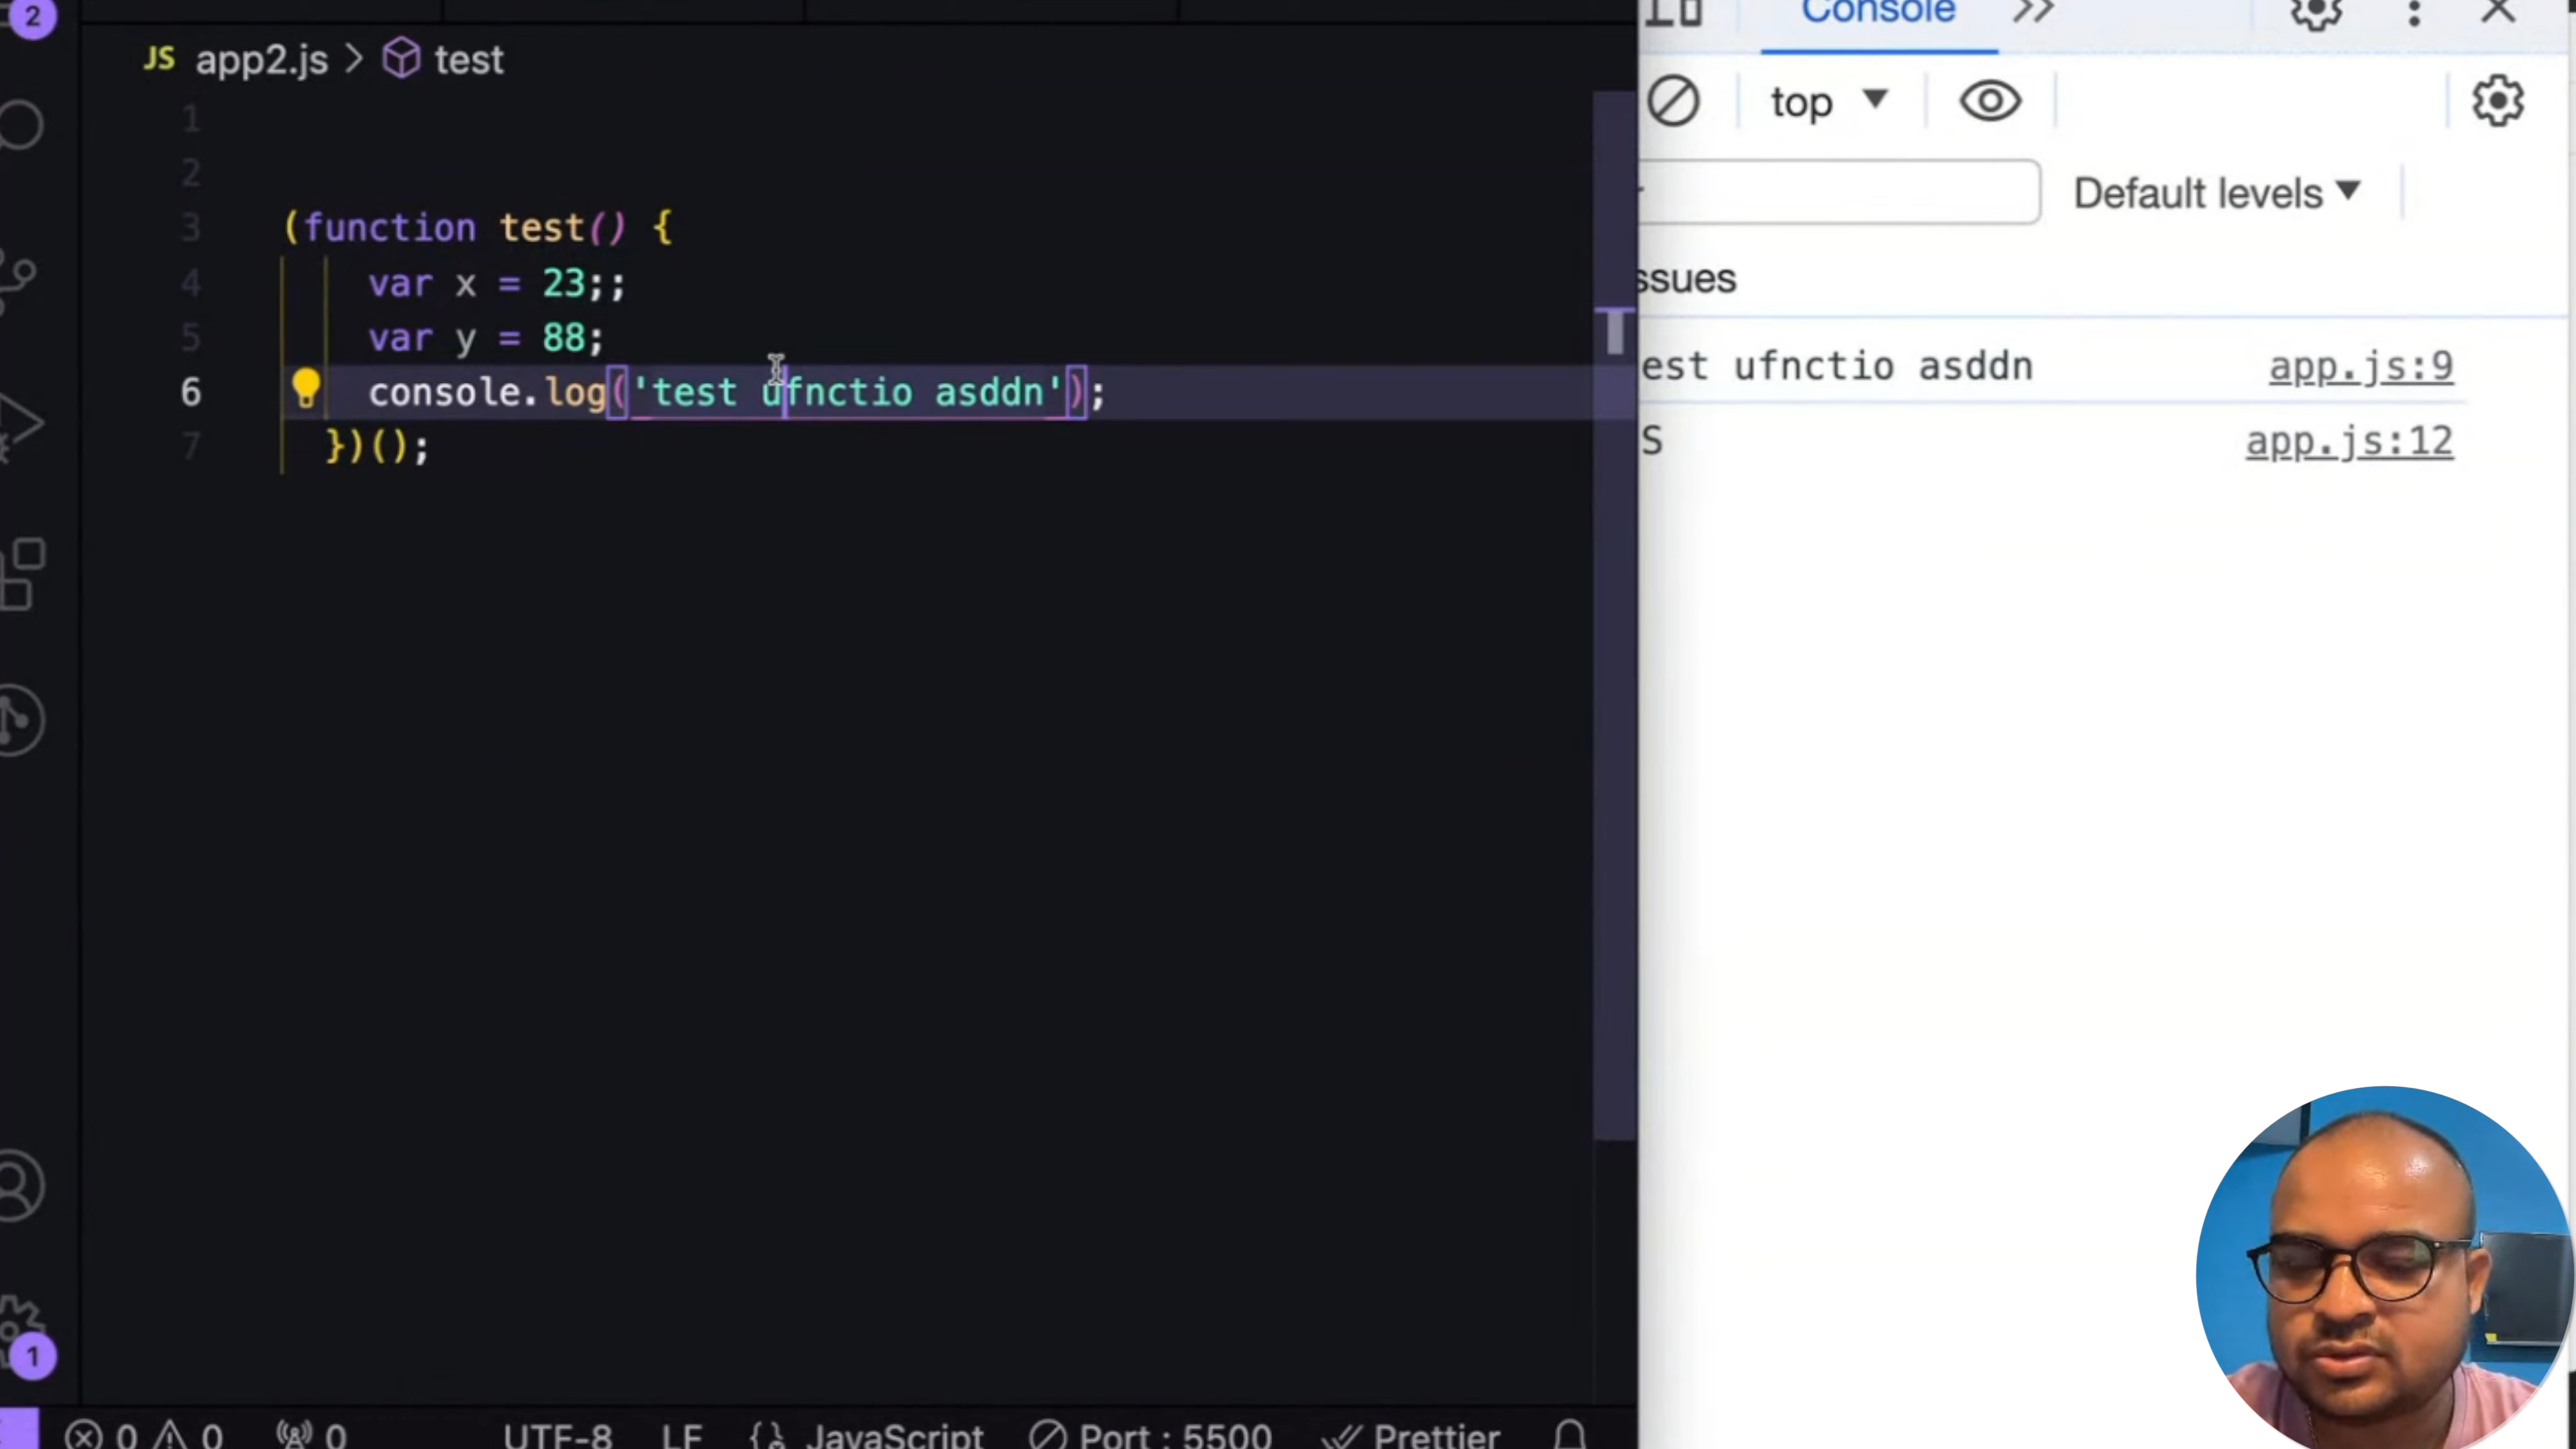 2
JS app2.js > test
1
2
3 (function test() {
4 var x = 23;;
5 var y = 88;
6 console.log('test ufnctio asddn');
7 })();
1
0 0 0 UTF-8 LF {} JavaScript Port : 5500 Prettier
Console
top
Default levels
ssues
est ufnctio asddn app.js:9
S app.js:12